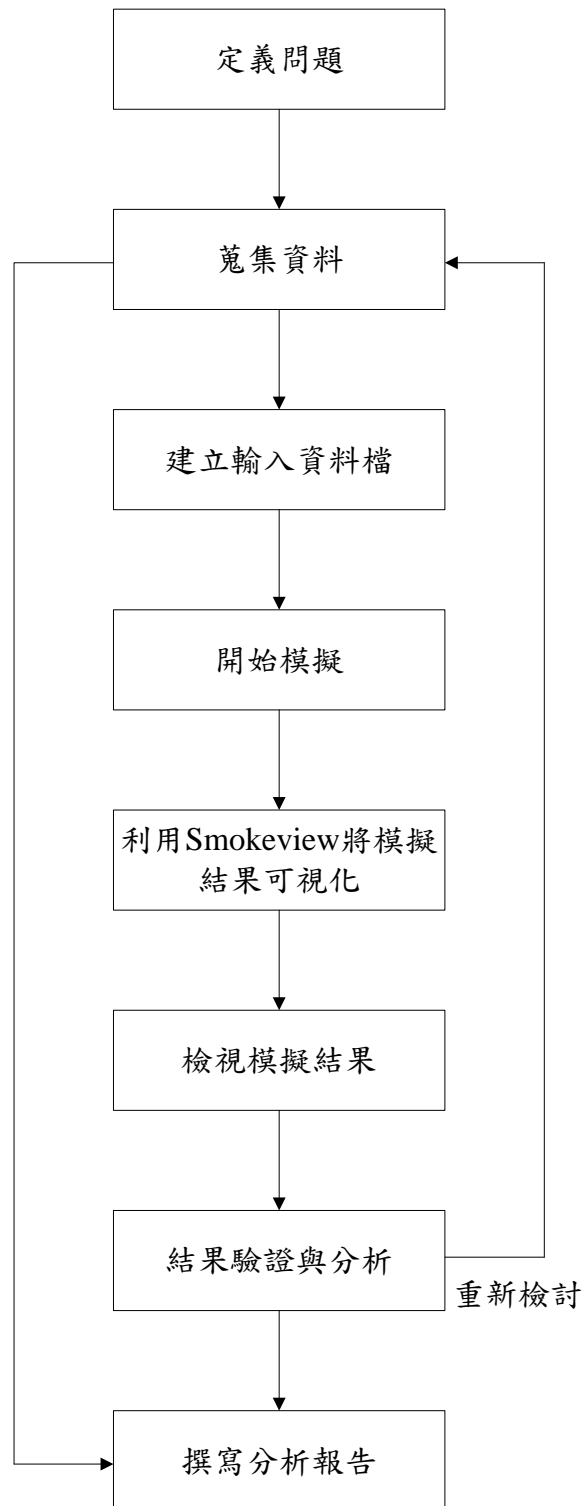 定義問題
蒐集資料
建立輸入資料檔
開始模擬
利用Smokeview將模擬
結果可視化
檢視模擬結果
結果驗證與分析
重新檢討
撰寫分析報告